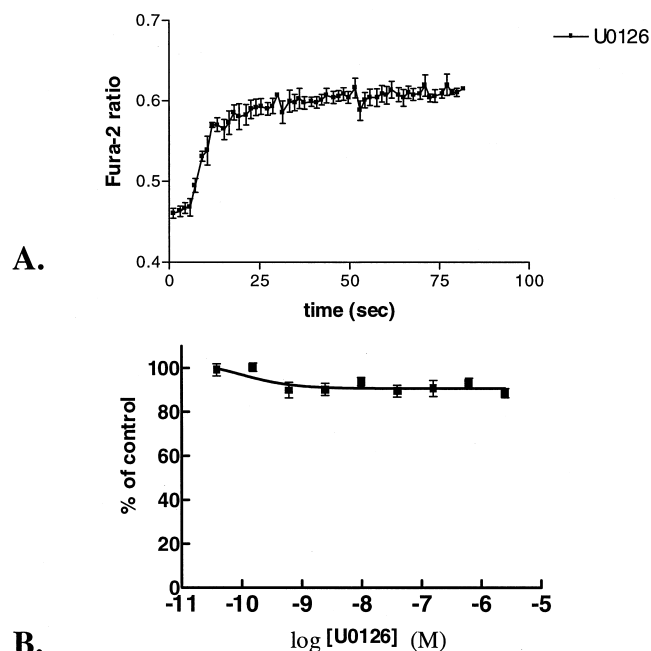 0.7
U0126
0.6
Fura-2 ratio
0.5
0.4
A.
0 25 50 75 100
time (sec)
100
80
% of control
60
40
20
0
-11 -10 -9 -8 -7 -6 -5
log [U0126] (M)
B.